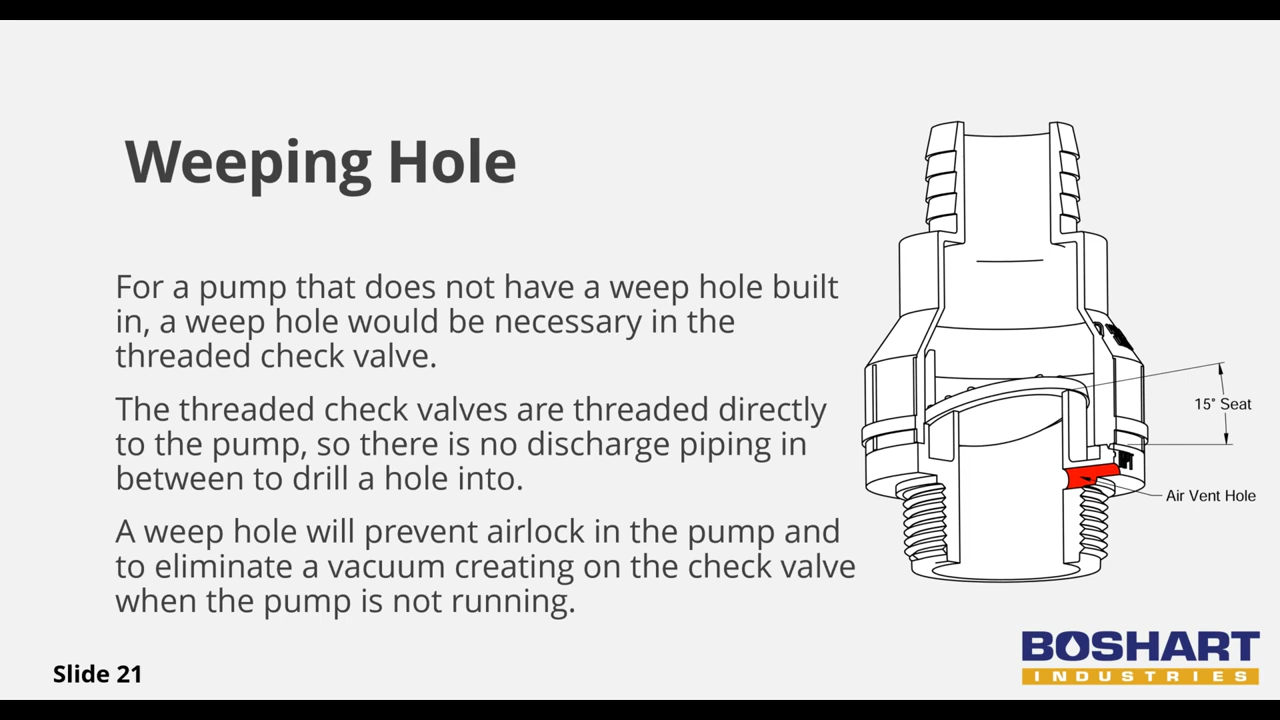 Weeping Hole
For a pump that does not have a weep hole built
in, a weep hole would be necessary in the
threaded check valve.
The threaded check valves are threaded directly
to the pump, so there is no discharge piping in
between to drill a hole into.
A weep hole will prevent airlock in the pump and
to eliminate a vacuum creating on the check valve
when the pump is not running.
15° Seat
Air Vent Hole
BOSHART
INDUSTRIES
Slide 21